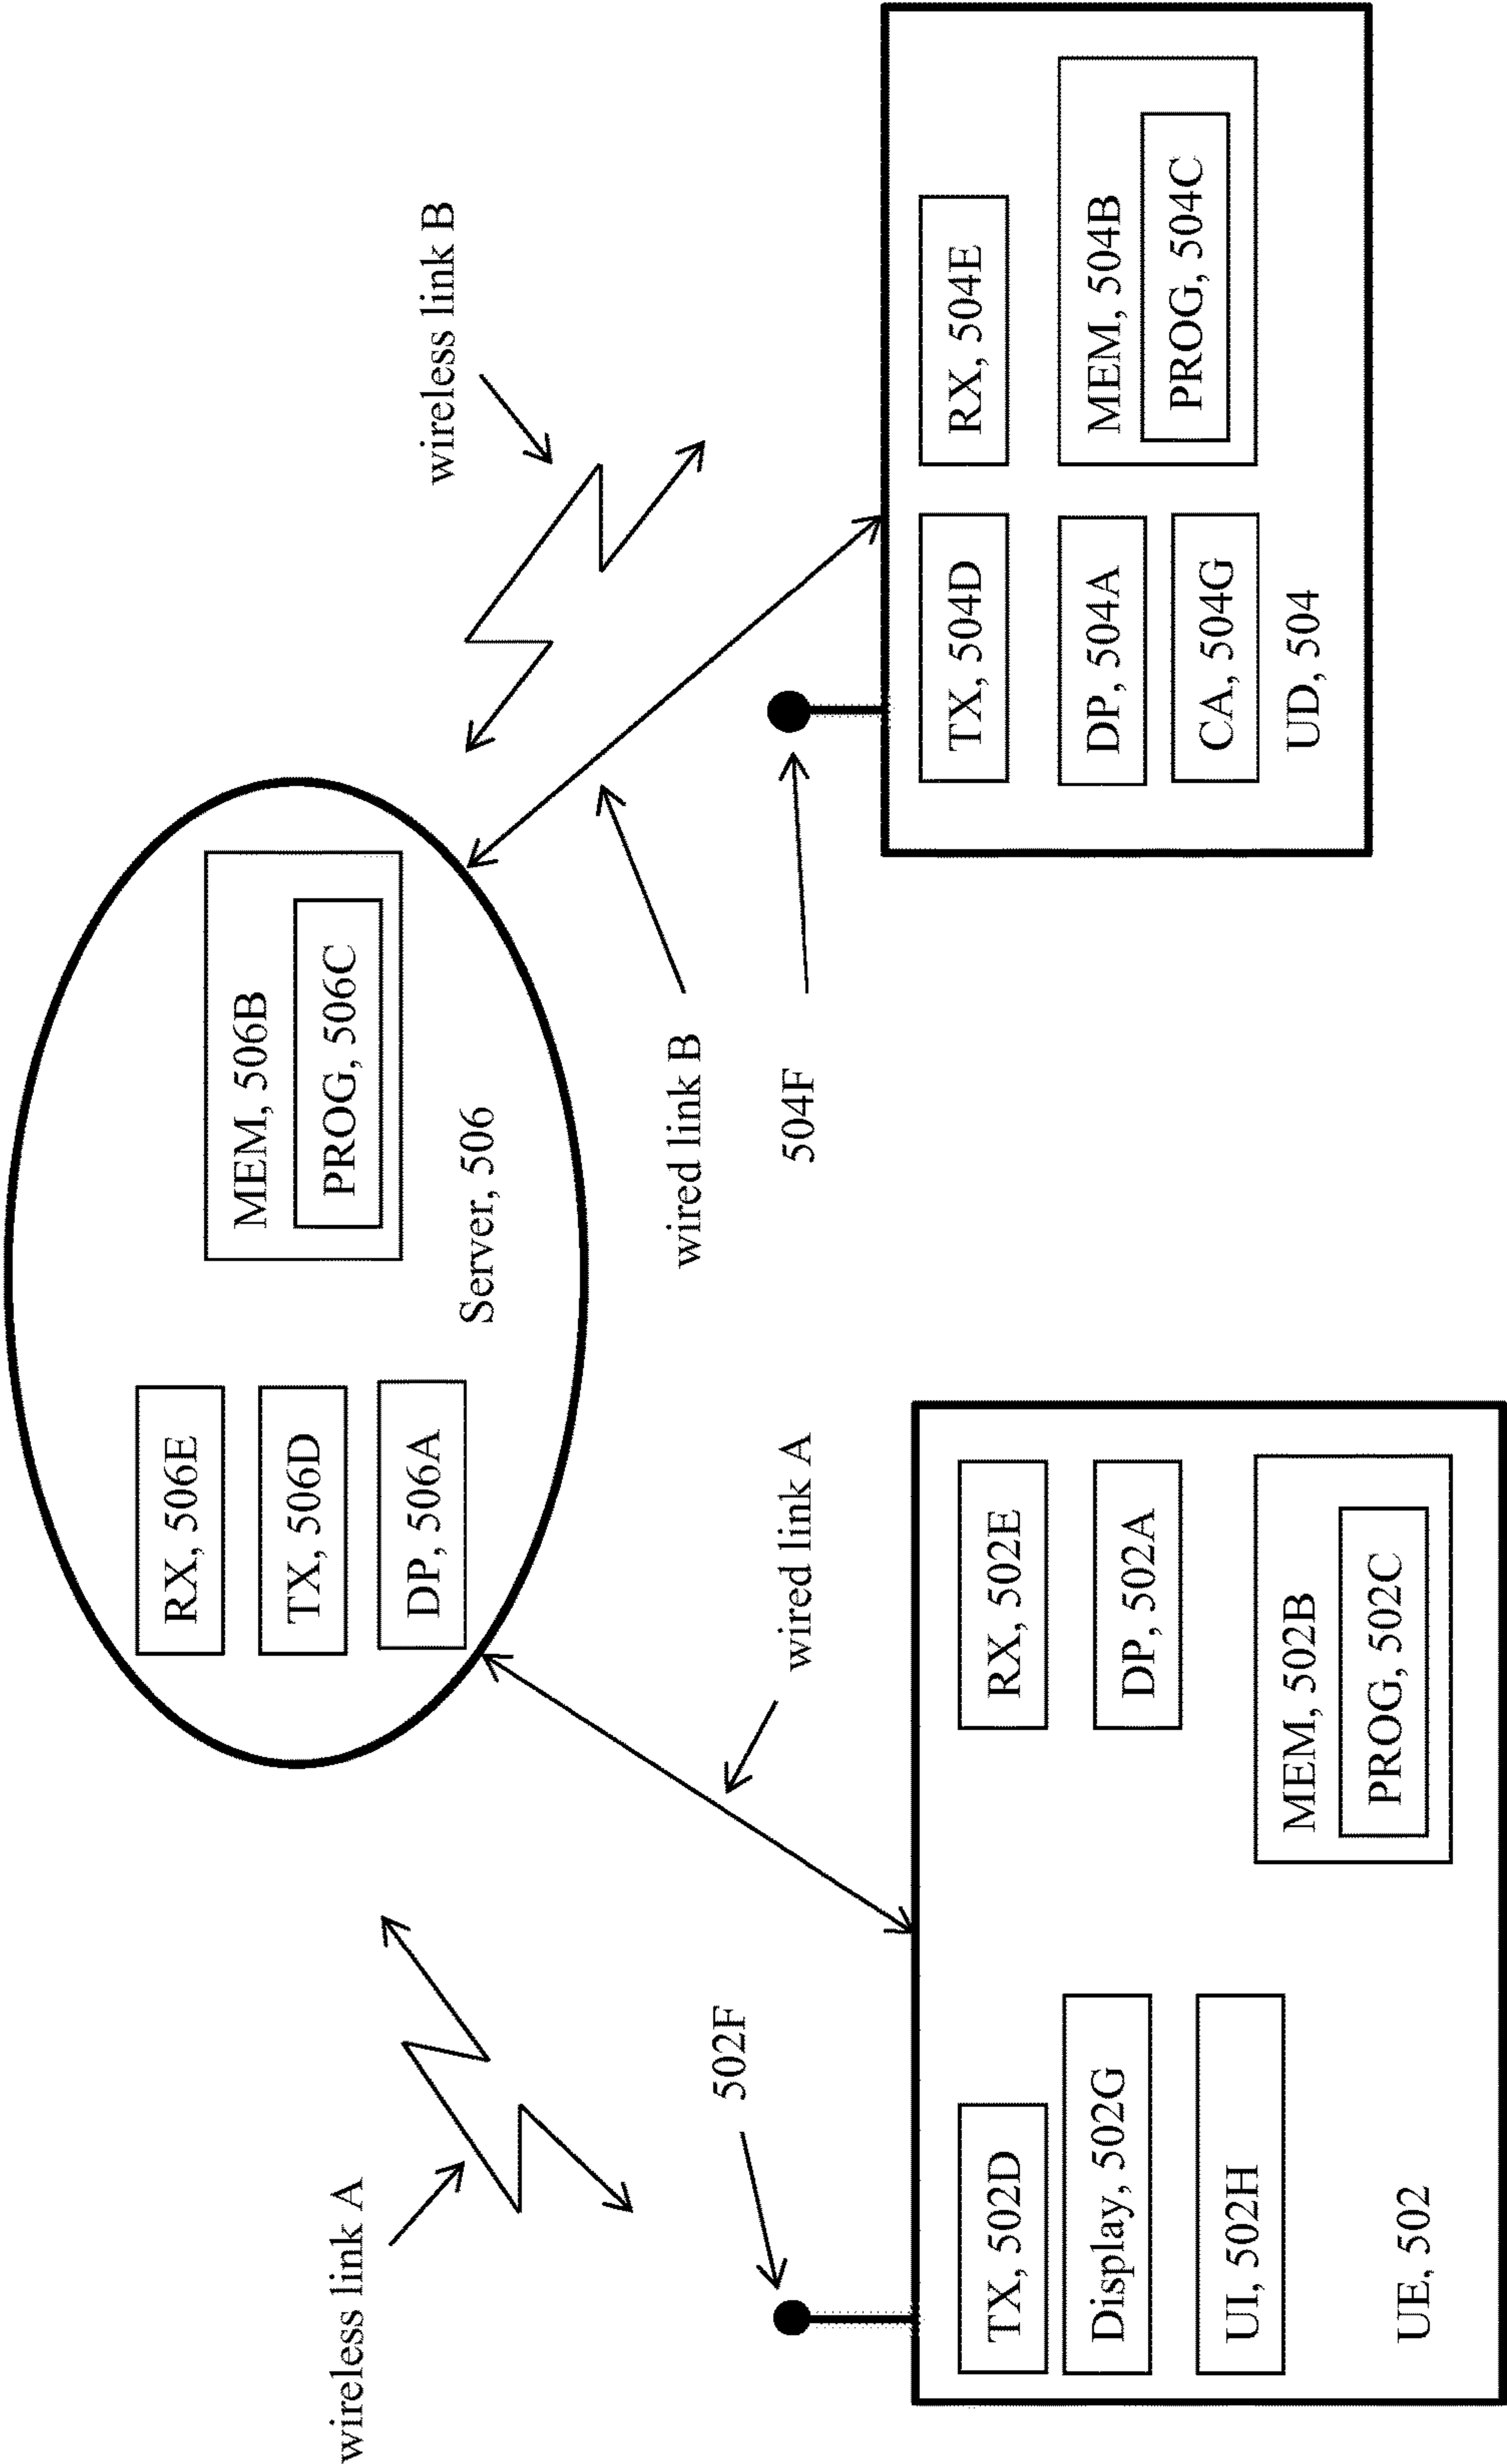 RX, 506E
TX, 506D
DP, 506A
MEM, 506B
PROG, 506C
Server, 506
wireless link A
wireless link B
wired link A
wired link B
502F
504F
TX, 502D
RX, 502E
Display, 502G
DP, 502A
UI, 502H
MEM, 502B
PROG, 502C
UE, 502
TX, 504D
RX, 504E
DP, 504A
MEM, 504B
CA, 504G
PROG, 504C
UD, 504